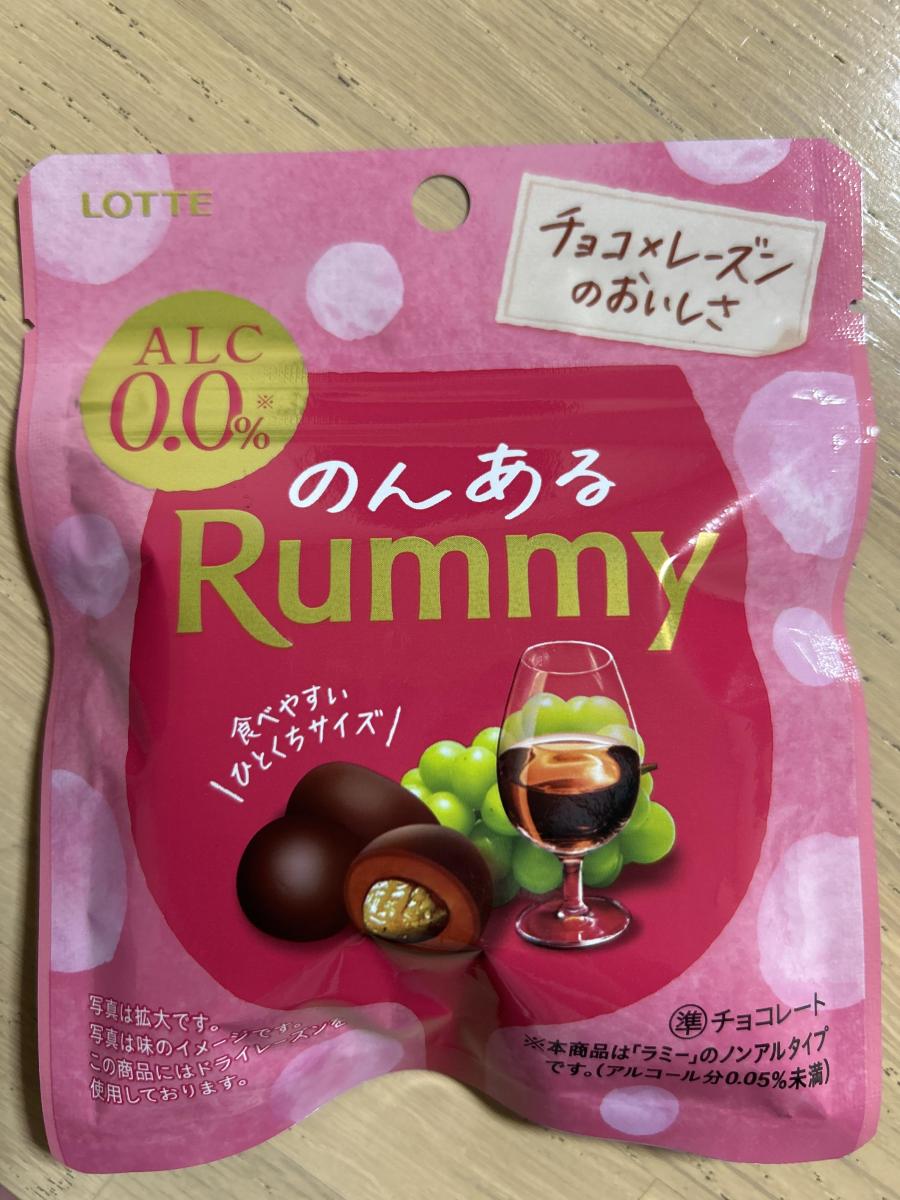 LOTTE
チョコ×レーズン
のおいしさ
ALC
0.0%※
のんある
Rummy
食べやすい
\ひとくちサイズ/
写真は拡大です。
写真は味のイメージです。
この商品にはドライレーズンを
使用しております。
㊜チョコレート
※本商品は「ラミー」のノンアルタイプ
です。(アルコール分0.05%未満)